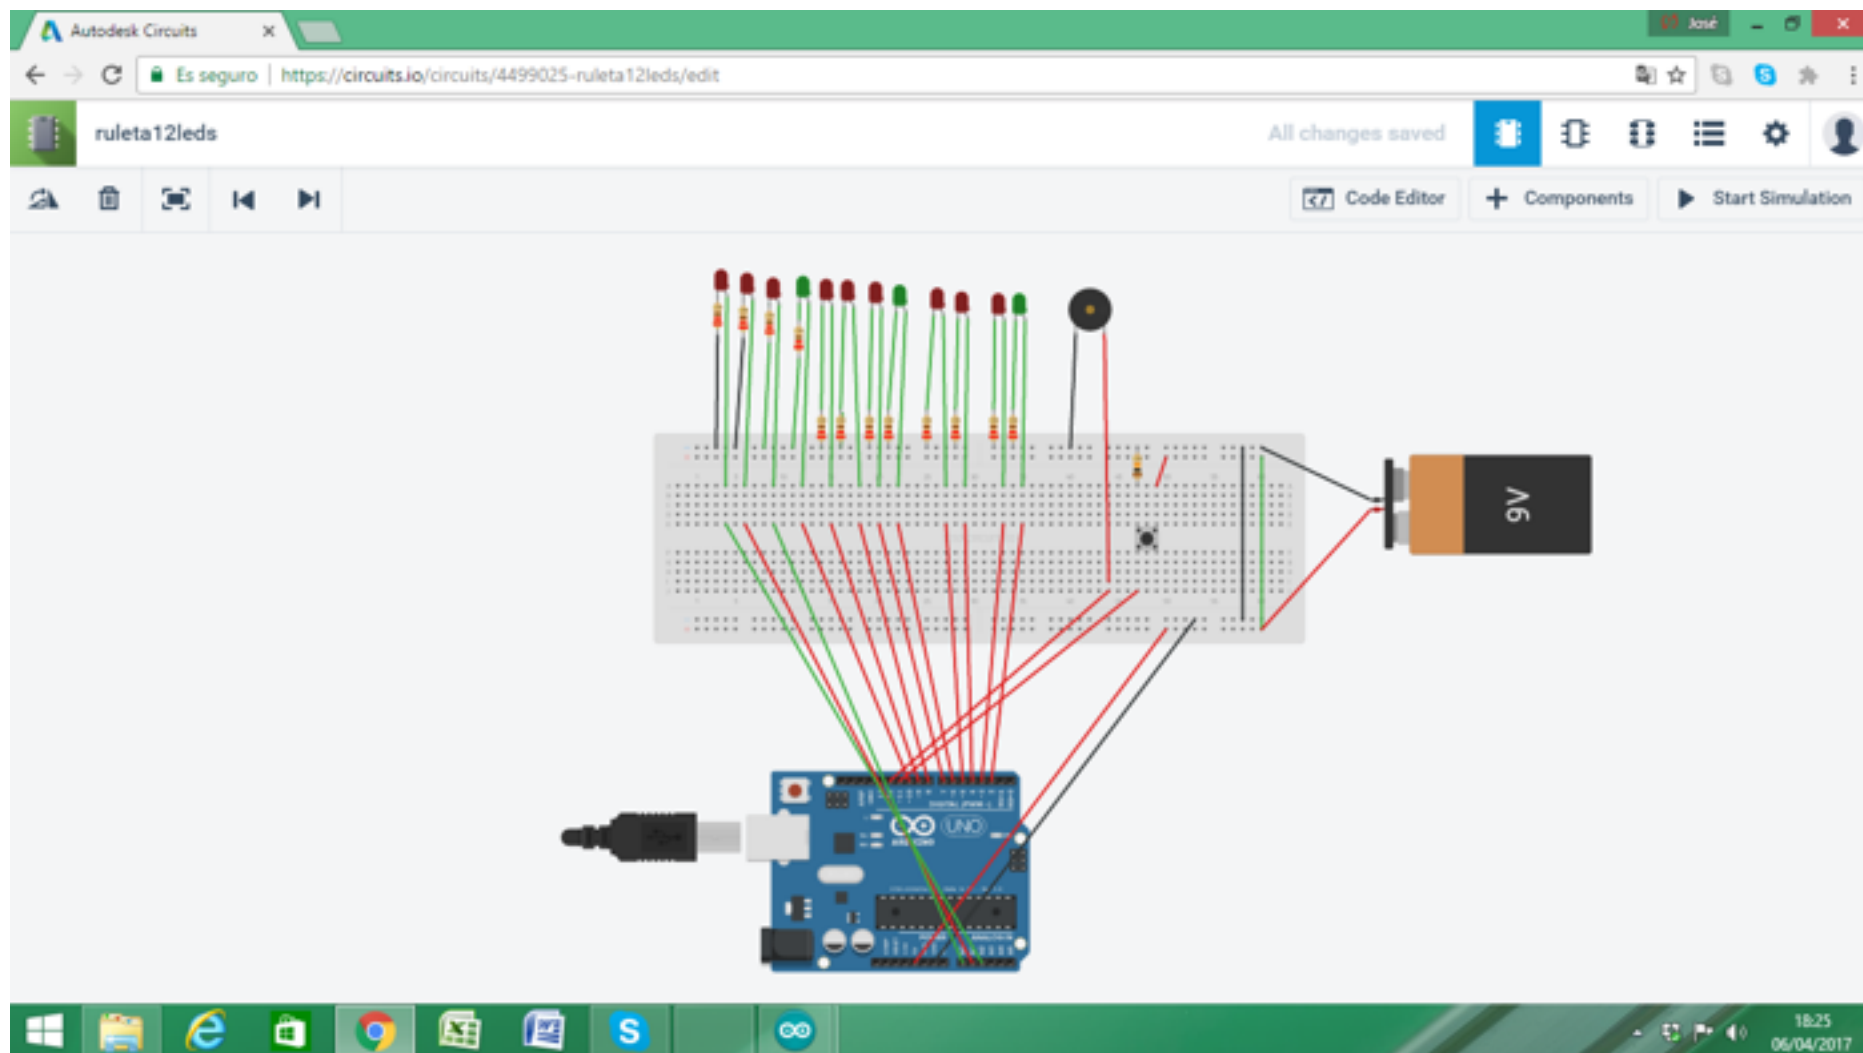 Autodesk Circuits
José
Es seguro
https://circuits.io/circuits/4499025-ruleta12leds/edit
ruleta12leds
All changes saved
Code Editor
Components
Start Simulation
9V
UNO
18:25
06/04/2017